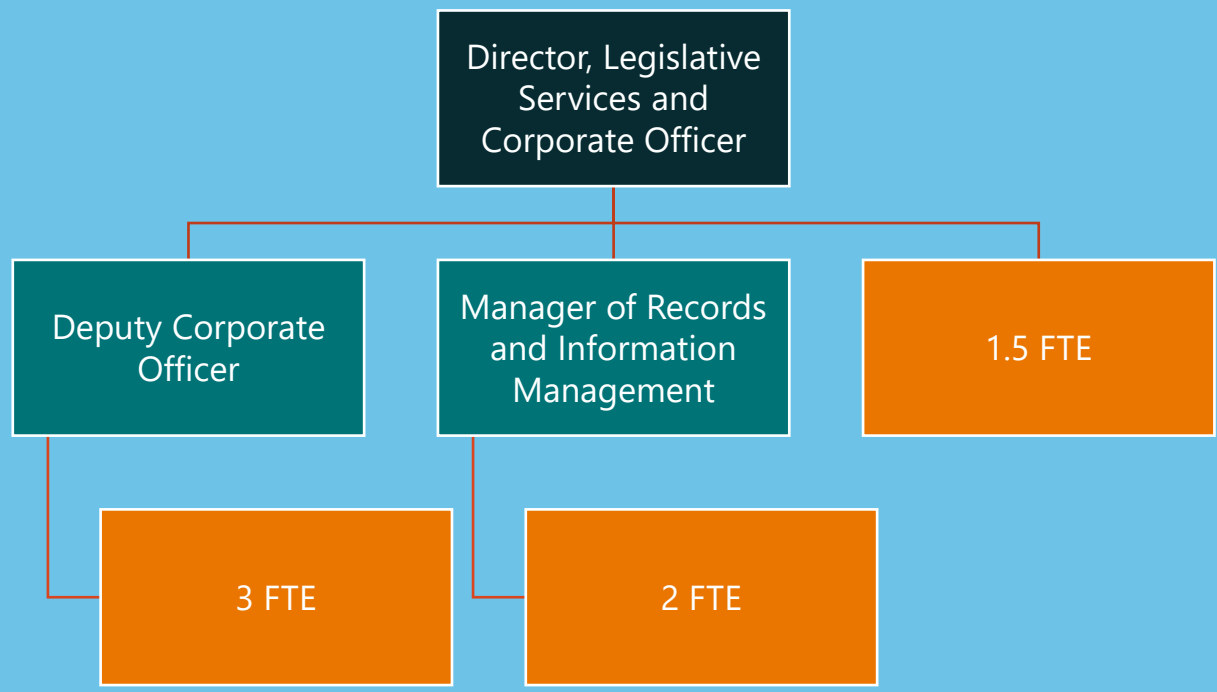 Director, Legislative
Services and
Corporate Officer
Deputy Corporate
Officer
Manager of Records
and Information
Management
1.5 FTE
3 FTE
2 FTE